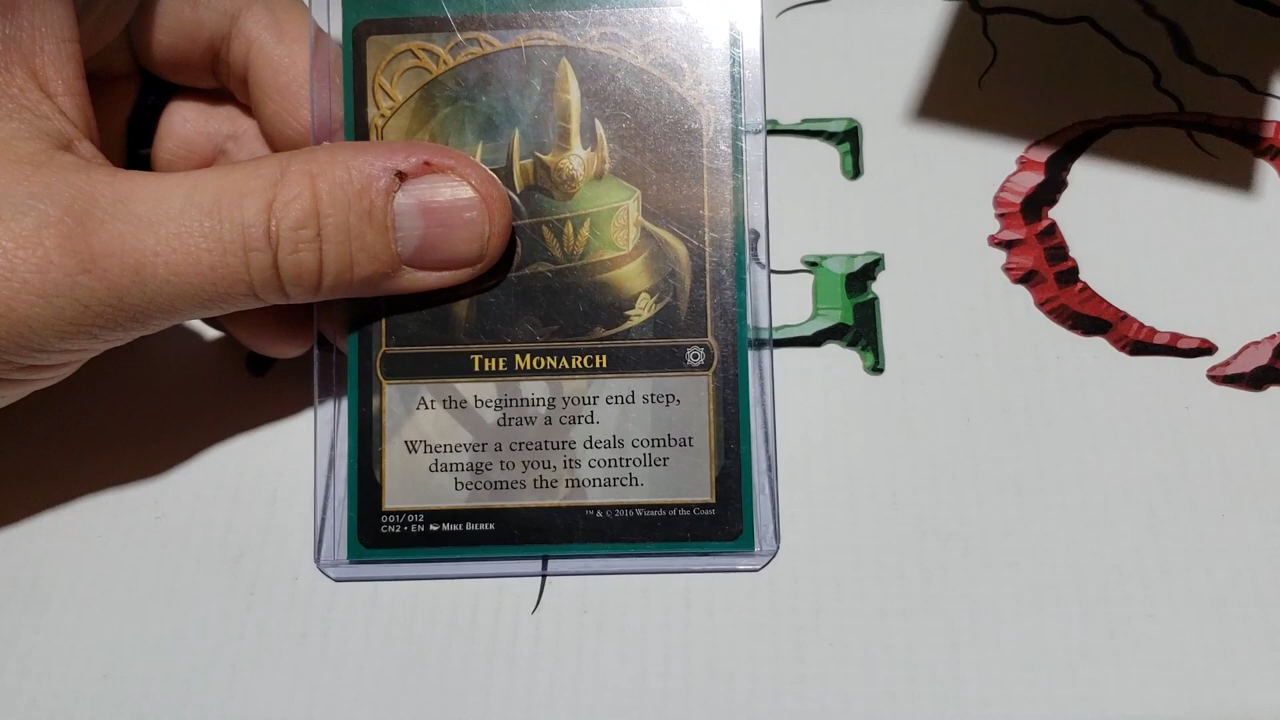 THE MONARCH
At the beginning your end step,
draw a card.
Whenever a creature deals combat
damage to you, its controller
becomes the monarch.
001/012
CN2 • EN MIKE BIEREK
™ & © 2016 Wizards of the Coast